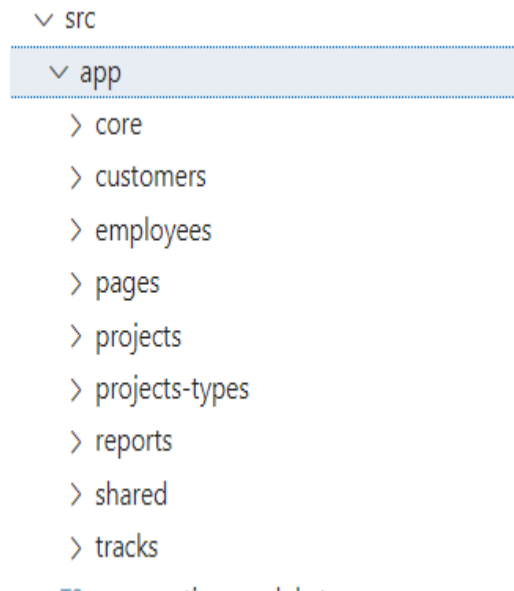 src
app
core
customers
employees
pages
projects
projects-types
reports
shared
tracks